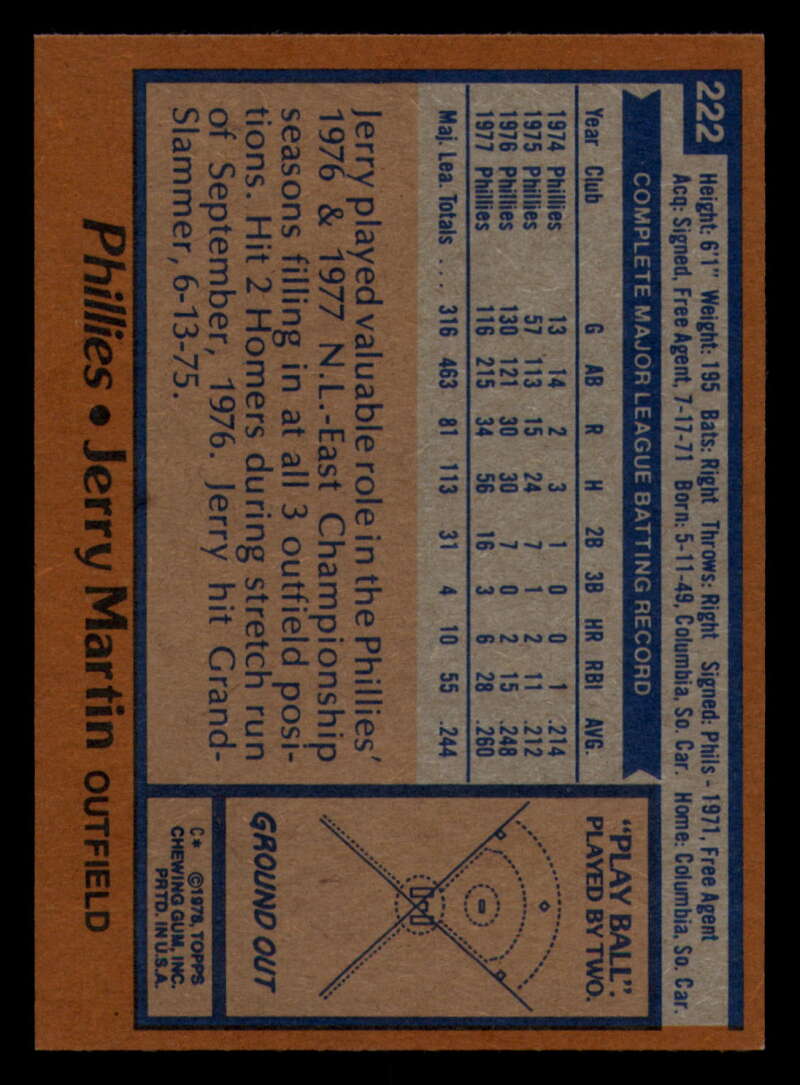 222
Height: 6'1" Weight: 195 Bats: Right Throws: Right Signed: Phils - 1971, Free Agent
Acq: Signed, Free Agent, 7-17-71 Born: 5-11-49, Columbia, So. Car. Home: Columbia, So. Car.
COMPLETE MAJOR LEAGUE BATTING RECORD
Year Club G AB R H 2B 3B HR RBI AVG.
1974 Phillies 13 14 2 3 1 0 0 1 .214
1975 Phillies 57 113 15 24 7 1 2 11 .212
1976 Phillies 130 121 30 30 7 0 2 15 .248
1977 Phillies 116 215 34 56 16 3 6 28 .260
Maj. Lea. Totals .... 316 463 81 113 31 4 10 55 .244
Jerry played valuable role in the Phillies'
1976 & 1977 N.L.-East Championship
seasons filling in at all 3 outfield posi-
tions. Hit 2 Homers during stretch run
of September, 1976. Jerry hit Grand-
Slammer, 6-13-75.
"PLAY BALL"
PLAYED BY TWO.
GROUND OUT
C* ©1978, TOPPS
CHEWING GUM, INC.
PRTD. IN U.S.A.
Phillies • Jerry Martin OUTFIELD